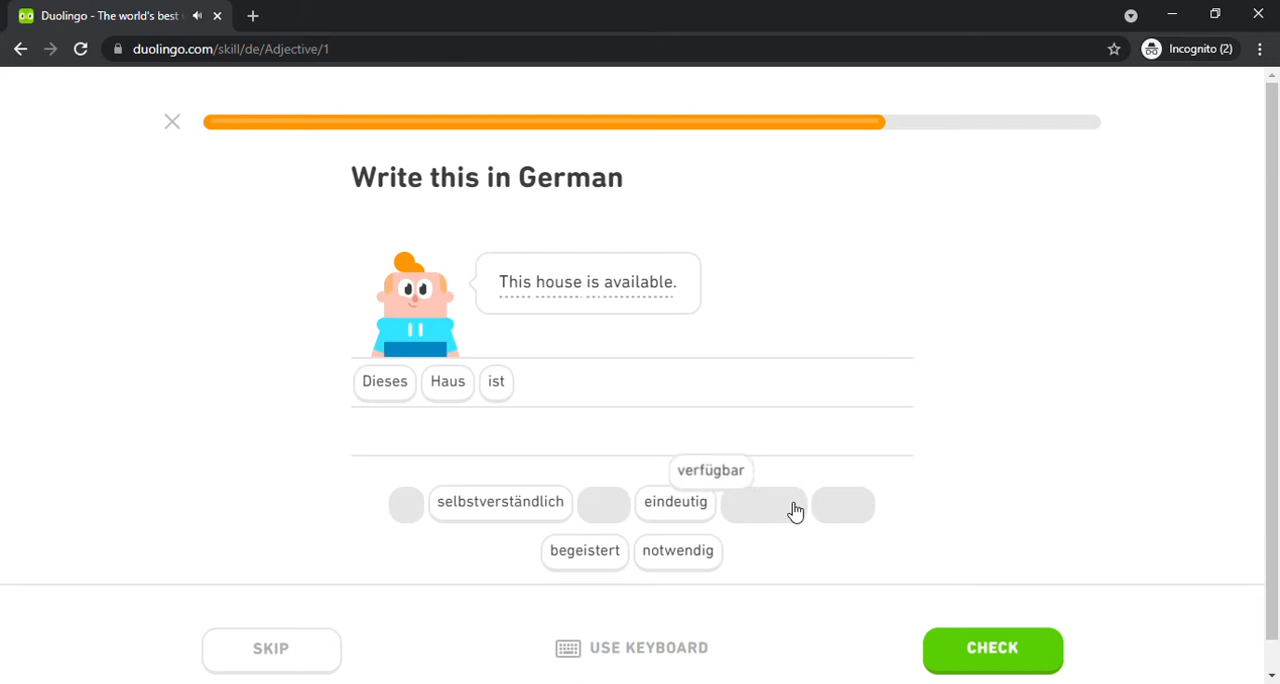 Duolingo - The world's best
duolingo.com/skill/de/Adjective/1
Incognito (2)
Write this in German
This house is available.
Dieses Haus ist
verfügbar
selbstverständlich eindeutig
begeistert notwendig
SKIP USE KEYBOARD CHECK